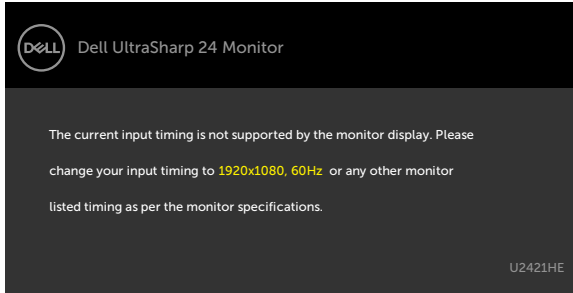 DELL
Dell UltraSharp 24 Monitor
The current input timing is not supported by the monitor display. Please
change your input timing to 1920x1080, 60Hz or any other monitor
listed timing as per the monitor specifications.
U2421HE